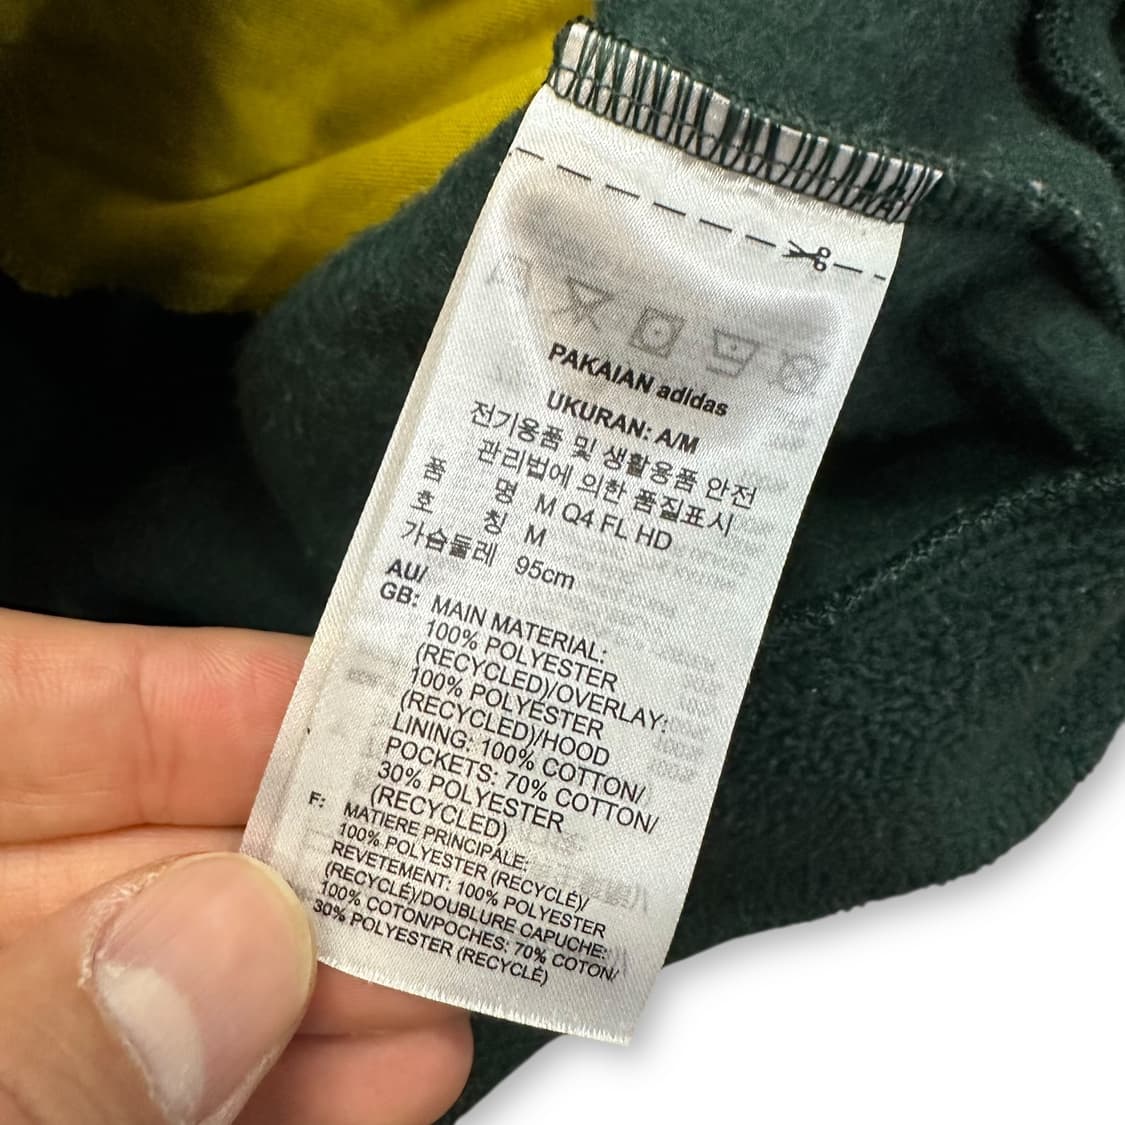 PAKAIAN adidas
UKURAN: A/M
전기용품 및 생활용품 안전
관리법에 의한 품질표시
품 명 M Q4 FL HD
호 칭 M
가슴둘레 95cm
AU/
GB: MAIN MATERIAL:
100% POLYESTER
(RECYCLED)/OVERLAY:
100% POLYESTER
(RECYCLED)/HOOD
LINING: 100% COTTON/
POCKETS: 70% COTTON/
30% POLYESTER
(RECYCLED)
F: MATIERE PRINCIPALE:
100% POLYESTER (RECYCLÉ)/
REVETEMENT: 100% POLYESTER
(RECYCLÉ)/DOUBLURE CAPUCHE:
100% COTON/POCHES: 70% COTON/
30% POLYESTER (RECYCLÉ)